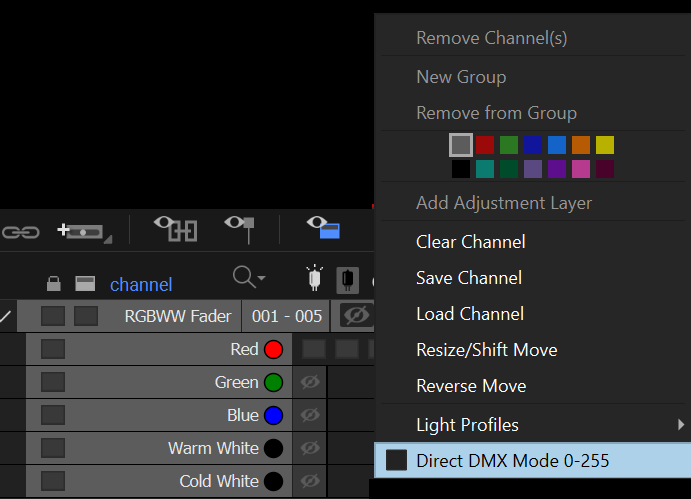 Remove Channel(s)
New Group
Remove from Group
Add Adjustment Layer
Clear Channel
Save Channel
Load Channel
Resize/Shift Move
Reverse Move
Light Profiles
Direct DMX Mode 0-255
channel
RGBWW Fader 001 - 005
Red
Green
Blue
Warm White
Cold White